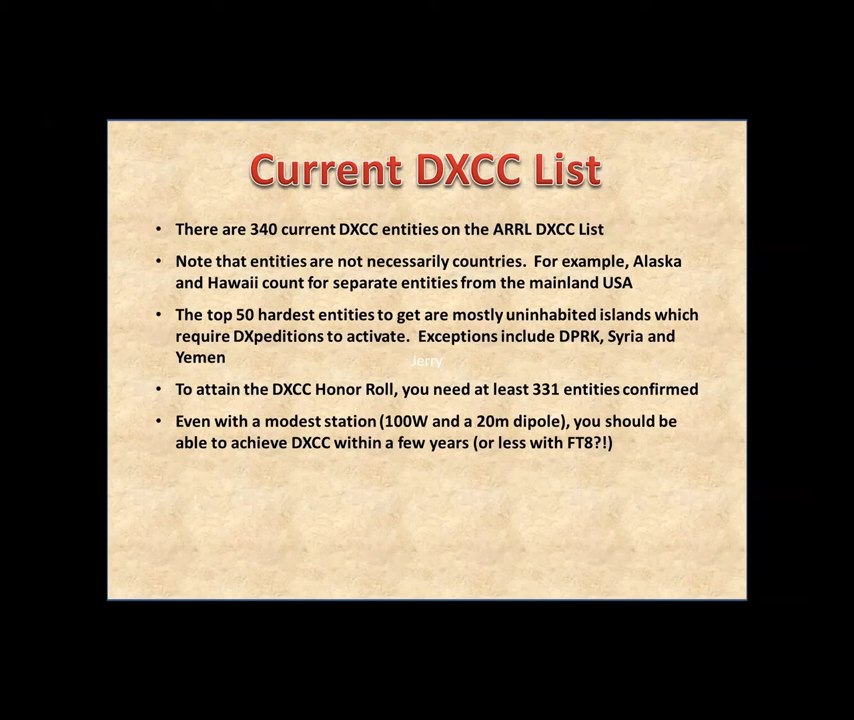 Current DXCC List
• There are 340 current DXCC entities on the ARRL DXCC List
• Note that entities are not necessarily countries. For example, Alaska
and Hawaii count for separate entities from the mainland USA
• The top 50 hardest entities to get are mostly uninhabited islands which
require DXpeditions to activate. Exceptions include DPRK, Syria and
Yemen
Jerry
• To attain the DXCC Honor Roll, you need at least 331 entities confirmed
• Even with a modest station (100W and a 20m dipole), you should be
able to achieve DXCC within a few years (or less with FT8?!)